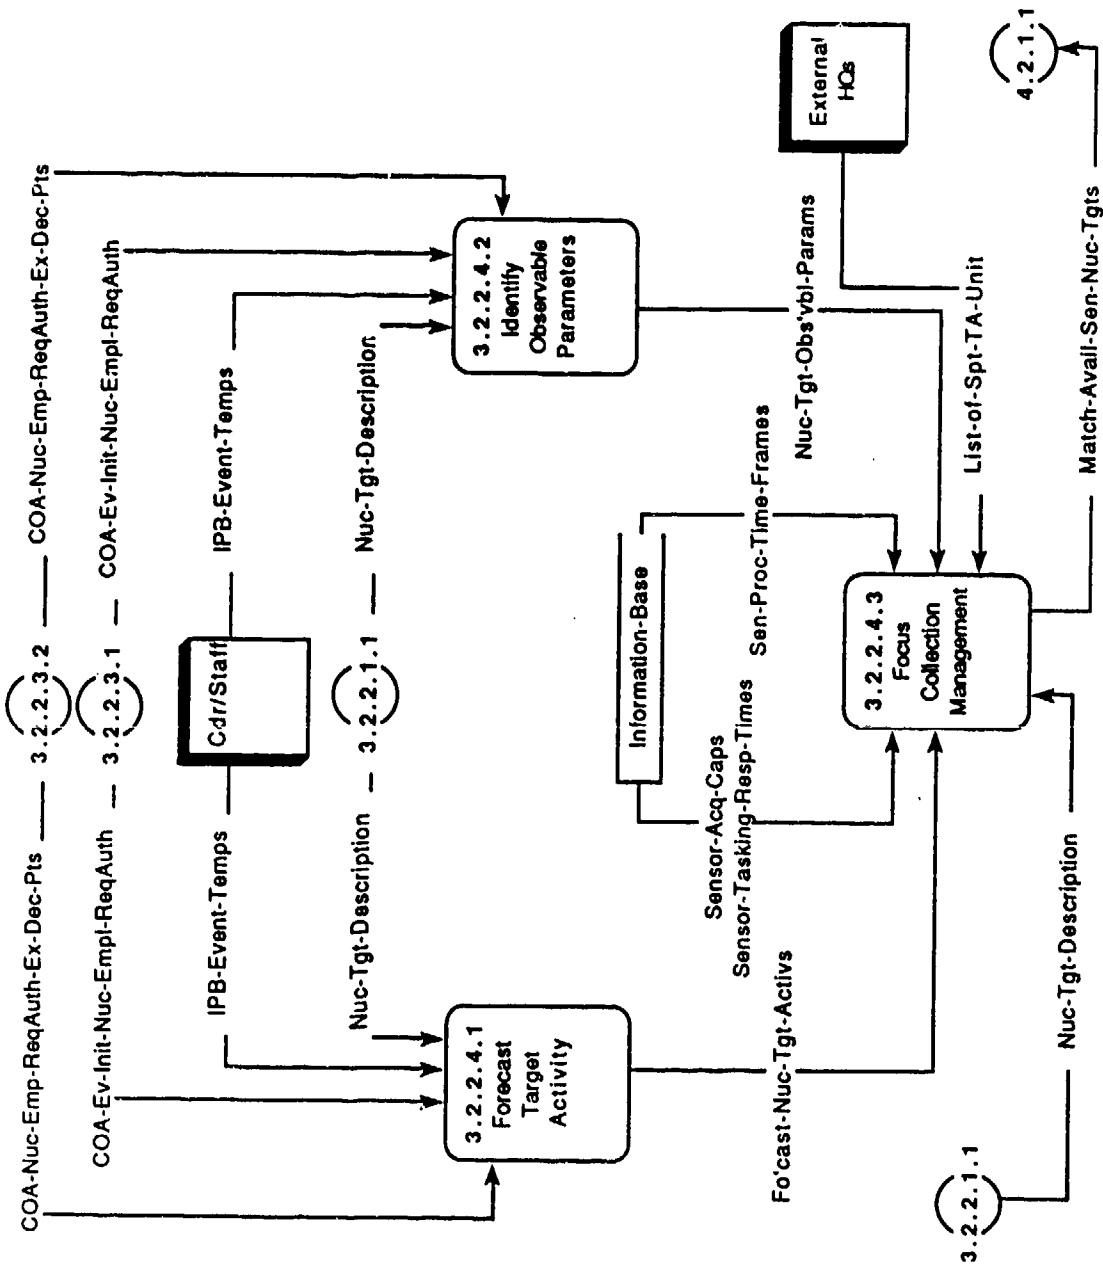 COA-Nuc-Emp-ReqAuth-Ex-Dec-Pts
3.2.2.3.2
COA-Nuc-Emp-ReqAuth-Ex-Dec-Pts
COA-Ev-Init-Nuc-Empl-ReqAuth
3.2.2.3.1
COA-Ev-Init-Nuc-Empl-ReqAuth
IPB-Event-Temps
Cdr/Staff
IPB-Event-Temps
Nuc-Tgt-Description
3.2.2.1.1
Nuc-Tgt-Description
3.2.2.4.1
Forecast
Target
Activity
3.2.2.4.2
Identify
Observable
Parameters
Information-Base
External
HQs
Sensor-Acq-Caps
Sensor-Tasking-Resp-Times
Sen-Proc-Time-Frames
Nuc-Tgt-Obs'vbl-Params
Fo'cast-Nuc-Tgt-Activs
3.2.2.4.3
Focus
Collection
Management
List-of-Spt-TA-Unit
3.2.2.1.1
Nuc-Tgt-Description
Match-Avail-Sen-Nuc-Tgts
4.2.1.1